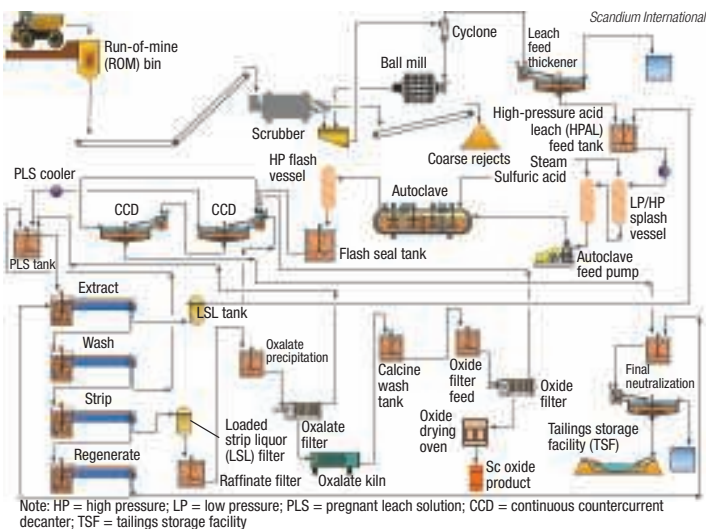 Scandium International
Run-of-mine
(ROM) bin
Cyclone
Leach
feed
thickener
Ball mill
Scrubber
High-pressure acid
leach (HPAL)
feed tank
Coarse rejects
HP flash
vessel
Steam
Sulfuric acid
PLS cooler
CCD
CCD
Autoclave
LP/HP
splash
vessel
PLS tank
Flash seal tank
Autoclave
feed pump
Extract
LSL tank
Wash
Oxalate
precipitation
Calcine
wash
tank
Oxide
filter
feed
Oxide
filter
Final
neutralization
Strip
Loaded
strip liquor
(LSL) filter
Oxalate
filter
Oxide
drying
oven
Tailings storage
facility (TSF)
Regenerate
Raffinate filter
Oxalate kiln
Sc oxide
product
Note: HP = high pressure; LP = low pressure; PLS = pregnant leach solution; CCD = continuous countercurrent
decanter; TSF = tailings storage facility